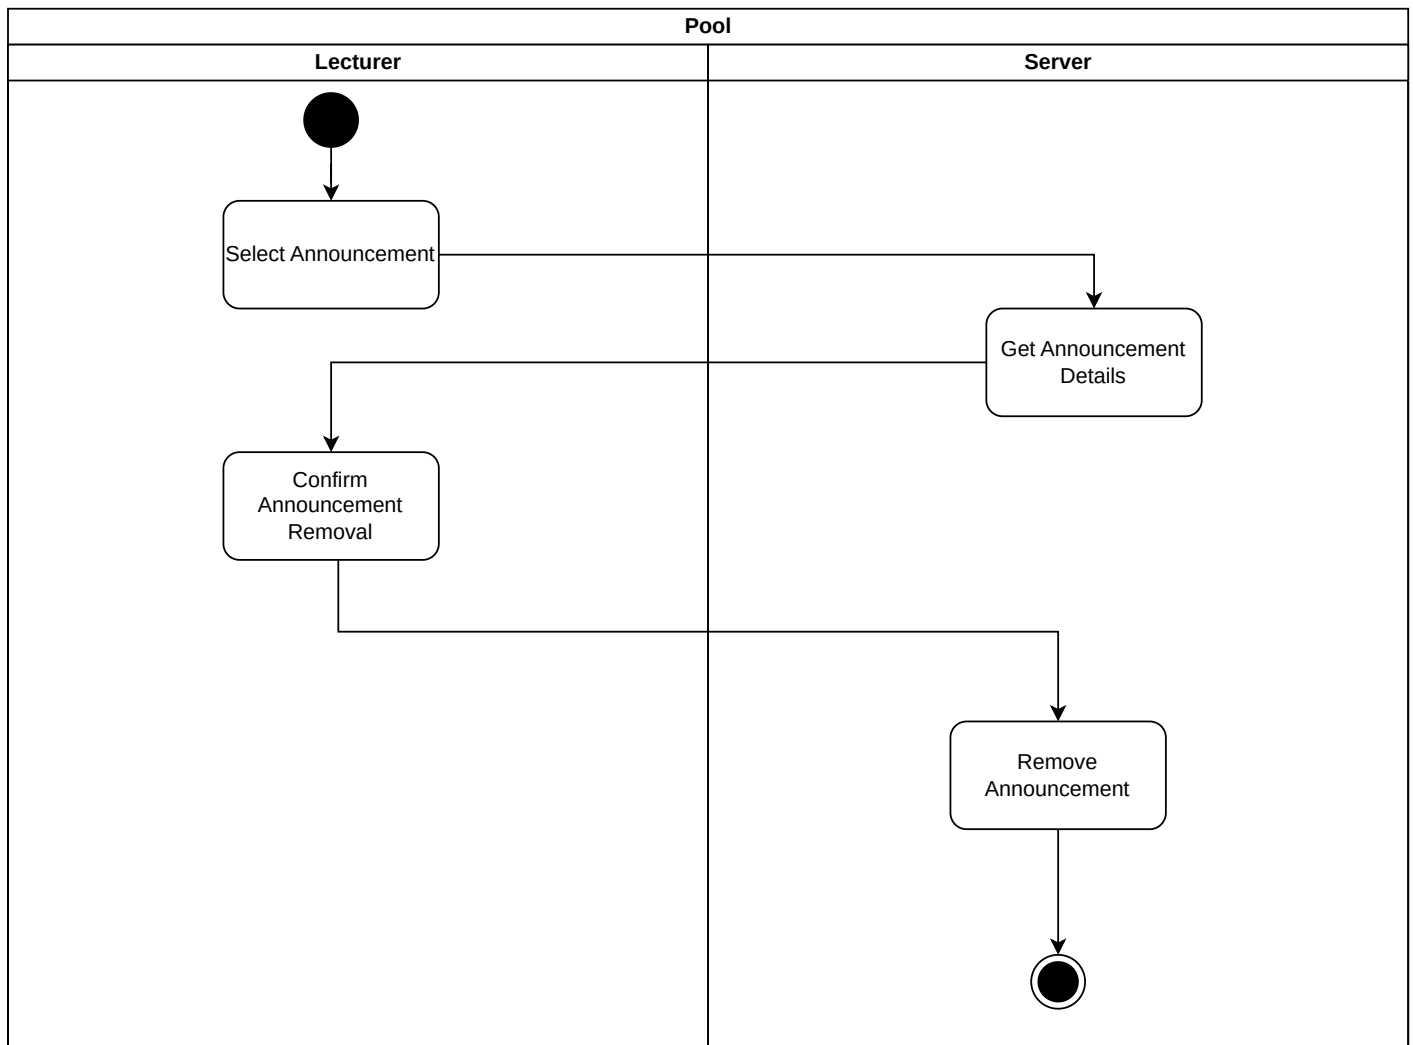 Pool
Lecturer
Server
Select Announcement
Get Announcement
Details
Confirm
Announcement
Removal
Remove
Announcement